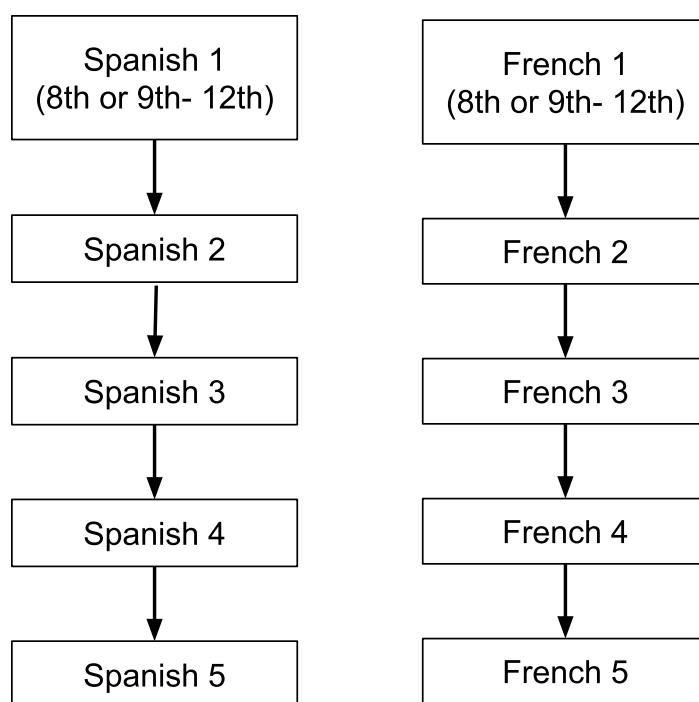 Spanish 1
(8th or 9th- 12th)
Spanish 2
Spanish 3
Spanish 4
Spanish 5
French 1
(8th or 9th- 12th)
French 2
French 3
French 4
French 5